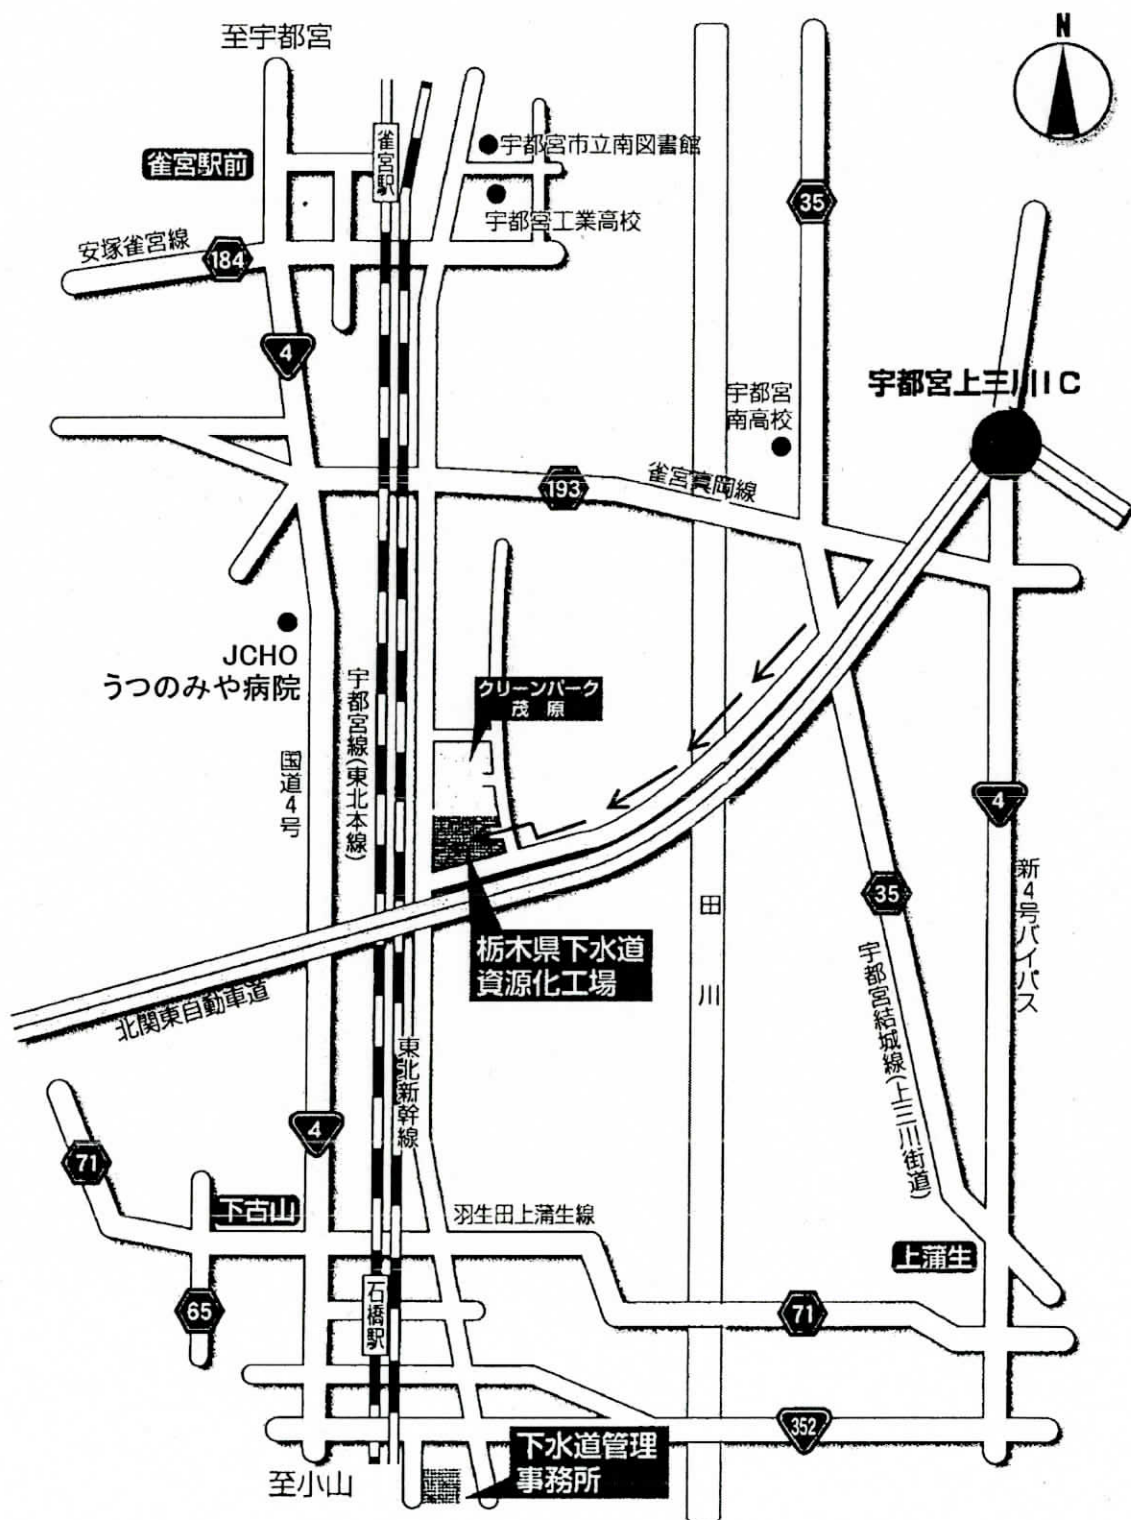 至宇都宮
N
雀宮駅前
雀宮駅
宇都宮市立南図書館
宇都宮工業高校
35
安塚雀宮線
184
4
宇都宮上三川IC
宇都宮
南高校
193
雀宮真岡線
JCHO
うつのみや病院
クリーンパーク
茂原
宇都宮線(東北本線)
国道4号
4
35
新4号バイパス
田川
栃木県下水道
資源化工場
宇都宮結城線(上三川街道)
北関東自動車道
東北新幹線
4
71
下古山
羽生田上蒲生線
上蒲生
65
石橋駅
71
352
下水道管理
事務所
至小山